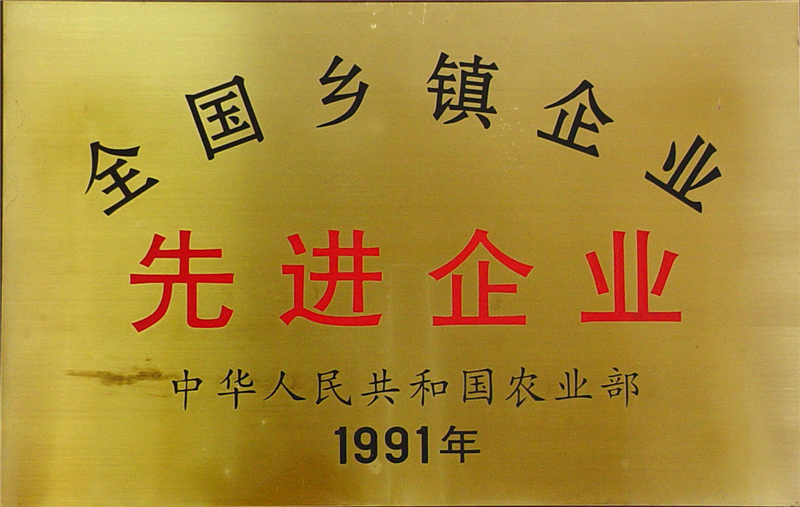 全国乡镇企业
先进企业
中华人民共和国农业部
1991年